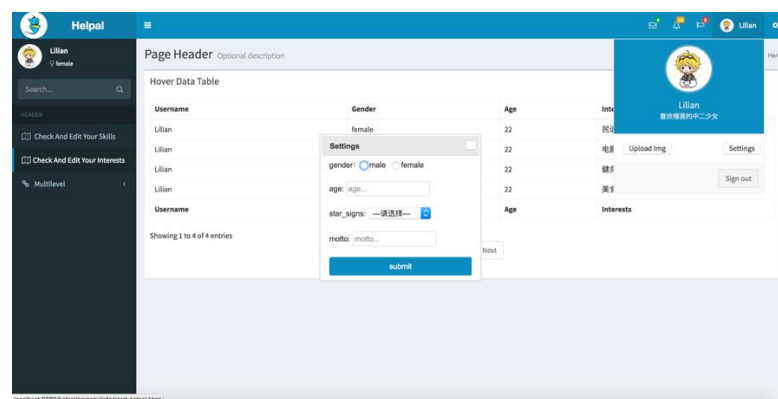 Helpal
Lilian
Lilian
female
Search...
HEADER
Check And Edit Your Skills
Check And Edit Your Interests
Multilevel
Page Header Optional description
Hover Data Table
Username Gender Age
Lilian female 22
Lilian 22
Lilian 22
Lilian 22
Username Age Interests
Showing 1 to 4 of 4 entries
Next
Settings
gender: male female
age: age...
star_signs: ---请选择---
motto: motto...
submit
Lilian
喜欢榴莲的中二少女
Upload Img Settings
Sign out